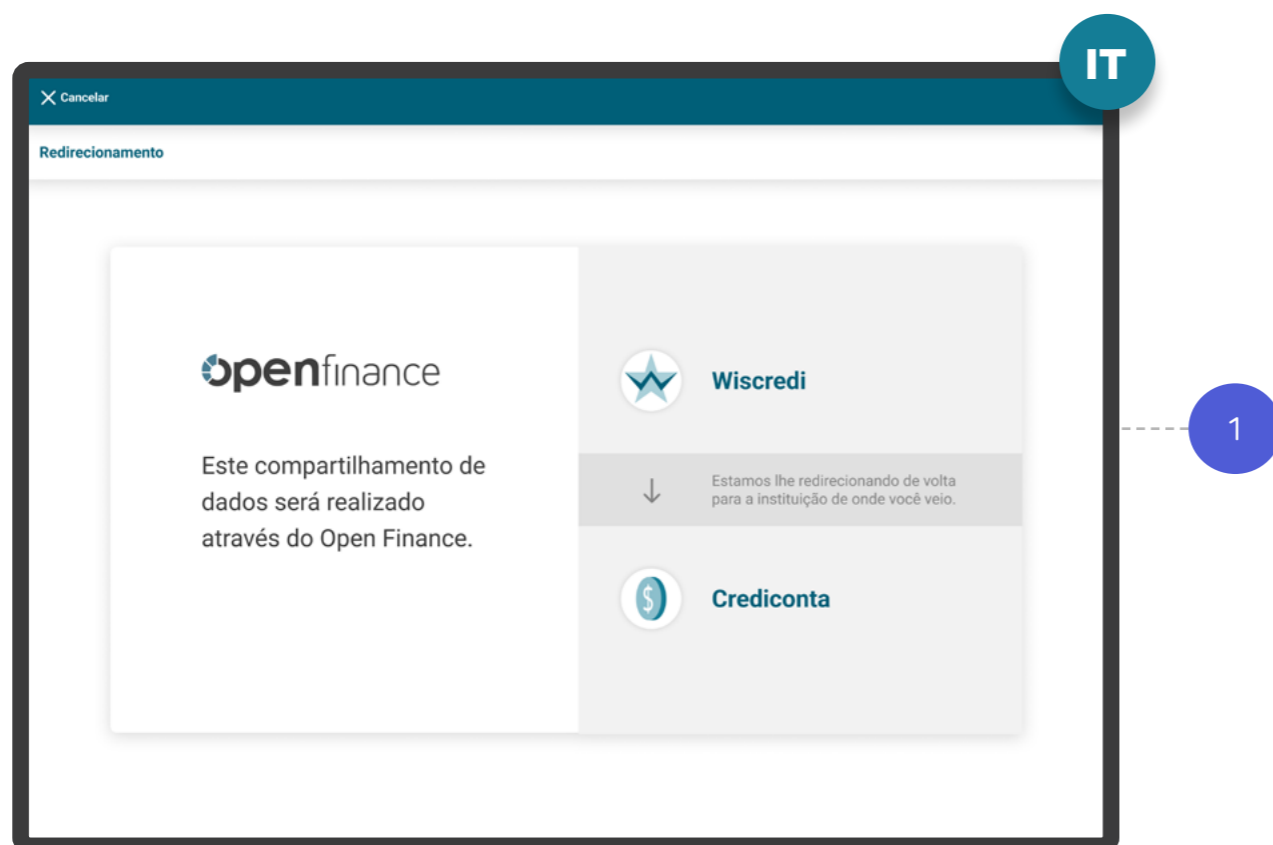 IT
Cancelar
Redirecionamento
openfinance
Este compartilhamento de
dados será realizado
através do Open Finance.
Wiscredi
Estamos lhe redirecionando de volta
para a instituição de onde você veio.
$
Crediconta
1